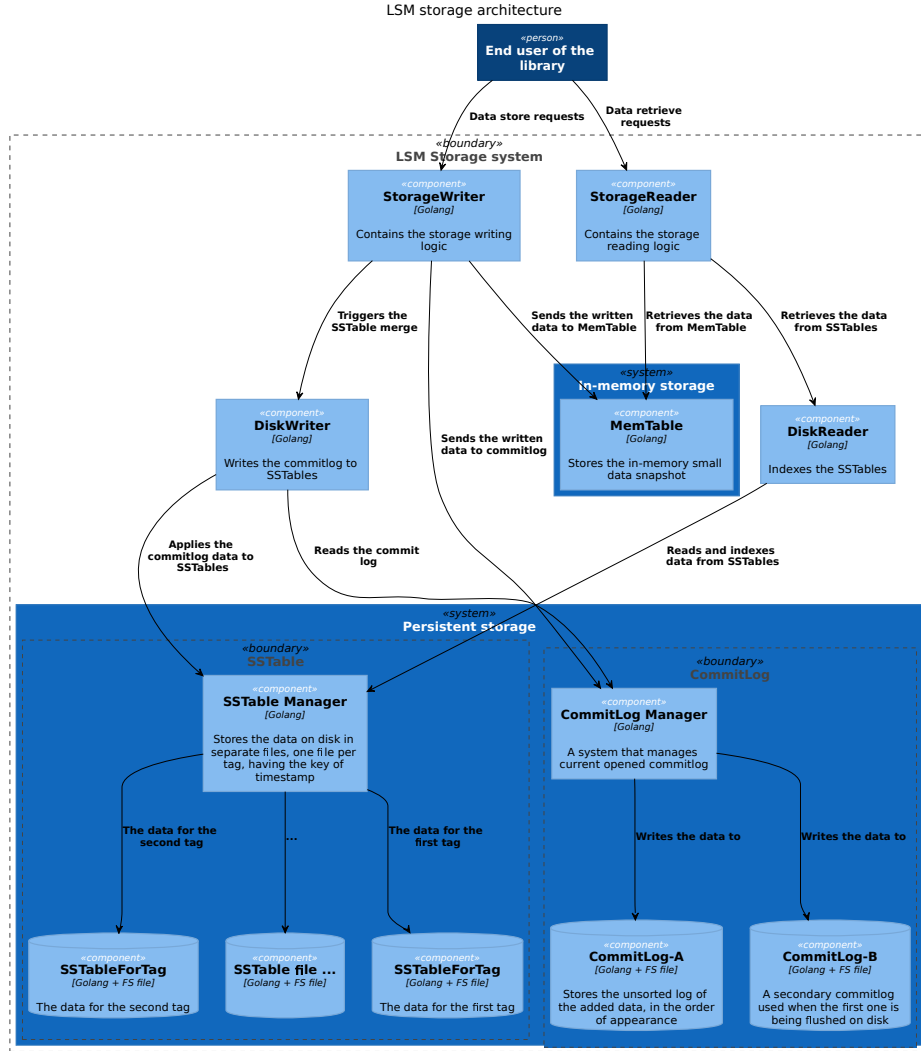 LSM storage architecture
«person»
End user of the
library
Data store requests
Data retrieve
requests
«boundary»
LSM Storage system
«component»
StorageWriter
[Golang]
Contains the storage writing
logic
«component»
StorageReader
[Golang]
Contains the storage
reading logic
Triggers the
SSTable merge
Sends the written
data to MemTable
Retrieves the data
from MemTable
Retrieves the data
from SSTables
«system»
In-memory storage
«component»
DiskWriter
[Golang]
Writes the commitlog to
SSTables
Sends the written
data to commitlog
«component»
MemTable
[Golang]
Stores the in-memory small
data snapshot
«component»
DiskReader
[Golang]
Indexes the SSTables
Applies the
commitlog data to
SSTables
Reads the commit
log
Reads and indexes
data from SSTables
«system»
Persistent storage
«boundary»
SSTable
«boundary»
CommitLog
«component»
SSTable Manager
[Golang]
Stores the data on disk in
separate files, one file per
tag, having the key of
timestamp
«component»
CommitLog Manager
[Golang]
A system that manages
current opened commitlog
The data for the
second tag
...
The data for the
first tag
Writes the data to
Writes the data to
«component»
SSTableForTag
[Golang + FS file]
The data for the second tag
«component»
SSTable file ...
[Golang + FS file]
«component»
SSTableForTag
[Golang + FS file]
The data for the first tag
«component»
CommitLog-A
[Golang + FS file]
Stores the unsorted log of
the added data, in the order
of appearance
«component»
CommitLog-B
[Golang + FS file]
A secondary commitlog
used when the first one is
being flushed on disk